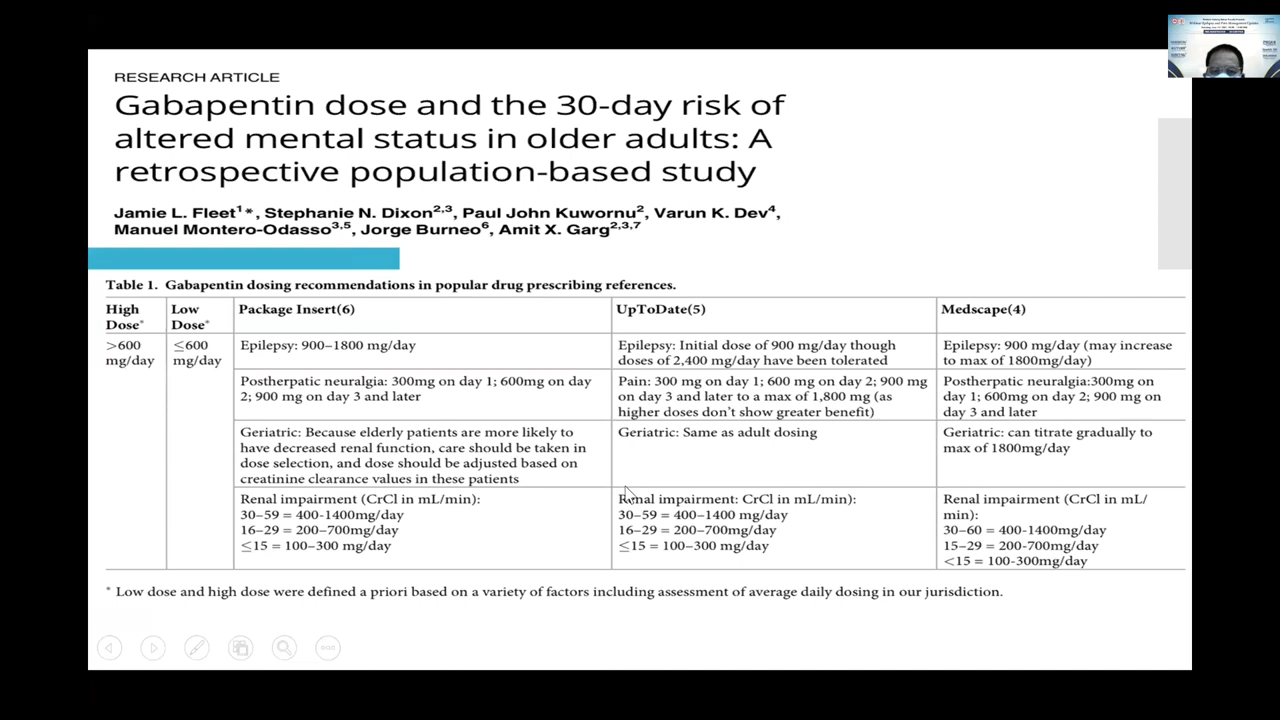 RESEARCH ARTICLE
Gabapentin dose and the 30-day risk of
altered mental status in older adults: A
retrospective population-based study
Jamie L. Fleet1*, Stephanie N. Dixon2,3, Paul John Kuwornu2, Varun K. Dev4,
Manuel Montero-Odasso3,5, Jorge Burneo6, Amit X. Garg2,3,7
Table 1. Gabapentin dosing recommendations in popular drug prescribing references.
High
Dose*
Low
Dose*
Package Insert(6)
UpToDate(5)
Medscape(4)
>600
mg/day
≤600
mg/day
Epilepsy: 900–1800 mg/day
Epilepsy: Initial dose of 900 mg/day though
doses of 2,400 mg/day have been tolerated
Epilepsy: 900 mg/day (may increase
to max of 1800mg/day)
Postherpatic neuralgia: 300mg on day 1; 600mg on day
2; 900 mg on day 3 and later
Pain: 300 mg on day 1; 600 mg on day 2; 900 mg
on day 3 and later to a max of 1,800 mg (as
higher doses don't show greater benefit)
Postherpatic neuralgia:300mg on
day 1; 600mg on day 2; 900 mg on
day 3 and later
Geriatric: Because elderly patients are more likely to
have decreased renal function, care should be taken in
dose selection, and dose should be adjusted based on
creatinine clearance values in these patients
Geriatric: Same as adult dosing
Geriatric: can titrate gradually to
max of 1800mg/day
Renal impairment (CrCl in mL/min):
30–59 = 400-1400mg/day
16–29 = 200–700mg/day
≤15 = 100–300 mg/day
Renal impairment: CrCl in mL/min):
30–59 = 400–1400 mg/day
16–29 = 200–700mg/day
≤15 = 100–300 mg/day
Renal impairment (CrCl in mL/
min):
30–60 = 400-1400mg/day
15–29 = 200-700mg/day
<15 = 100-300mg/day
* Low dose and high dose were defined a priori based on a variety of factors including assessment of average daily dosing in our jurisdiction.